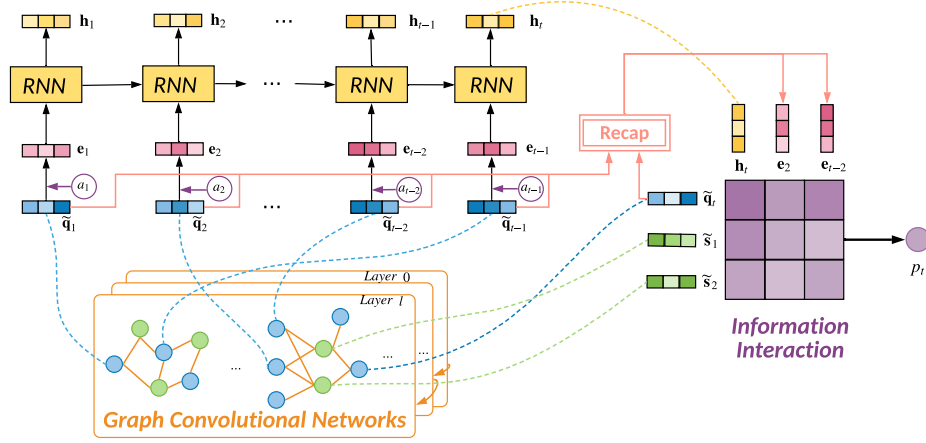 h₁ h₂ hₜ₋₁ hₜ
RNN RNN ... RNN RNN
Recap
e₁ e₂ eₜ₋₂ eₜ₋₁
hₜ e₂ eₜ₋₂
a₁ a₂ aₜ₋₂ aₜ₋₁
q̃₁ q̃₂ ... q̃ₜ₋₂ q̃ₜ₋₁
q̃ₜ
s̃₁
s̃₂
pₜ
Layer 0
Layer l
... ... ...
Information
Interaction
Graph Convolutional Networks